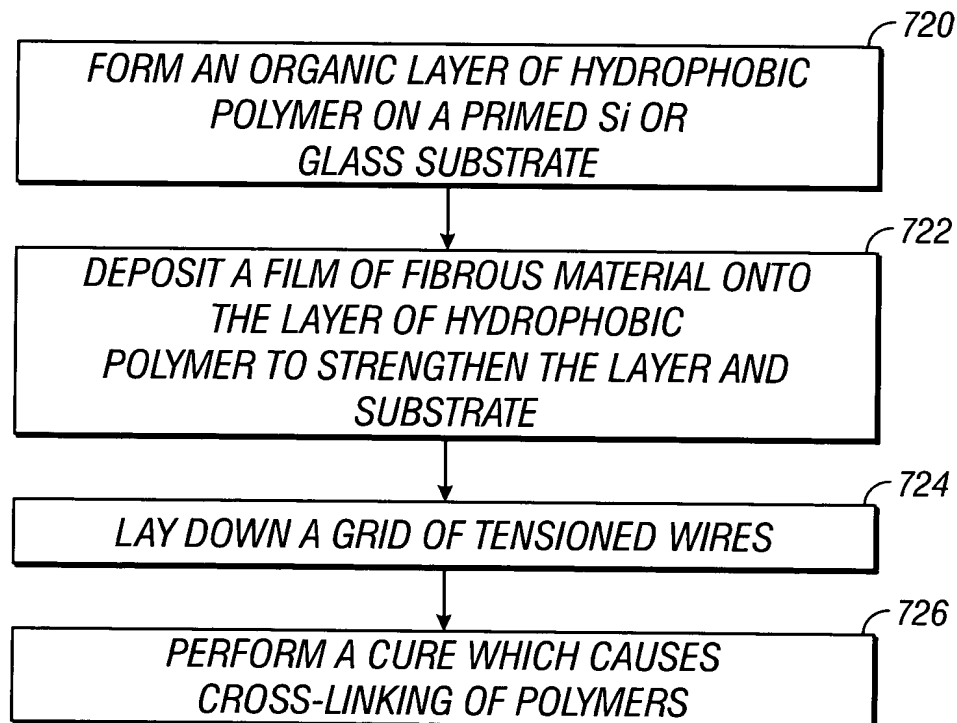 720
FORM AN ORGANIC LAYER OF HYDROPHOBIC
POLYMER ON A PRIMED Si OR
GLASS SUBSTRATE
722
DEPOSIT A FILM OF FIBROUS MATERIAL ONTO
THE LAYER OF HYDROPHOBIC
POLYMER TO STRENGTHEN THE LAYER AND
SUBSTRATE
724
LAY DOWN A GRID OF TENSIONED WIRES
726
PERFORM A CURE WHICH CAUSES
CROSS-LINKING OF POLYMERS